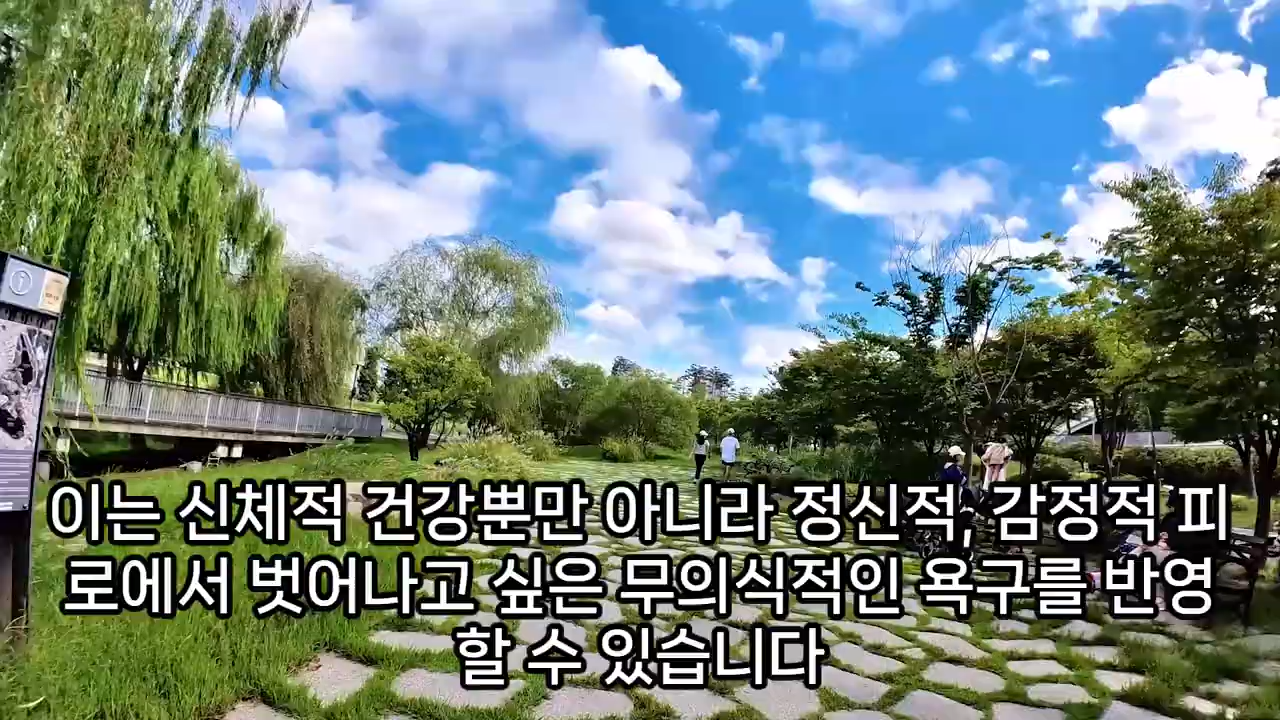 이는 신체적 건강뿐만 아니라 정신적, 감정적 피
로에서 벗어나고 싶은 무의식적인 욕구를 반영
할 수 있습니다